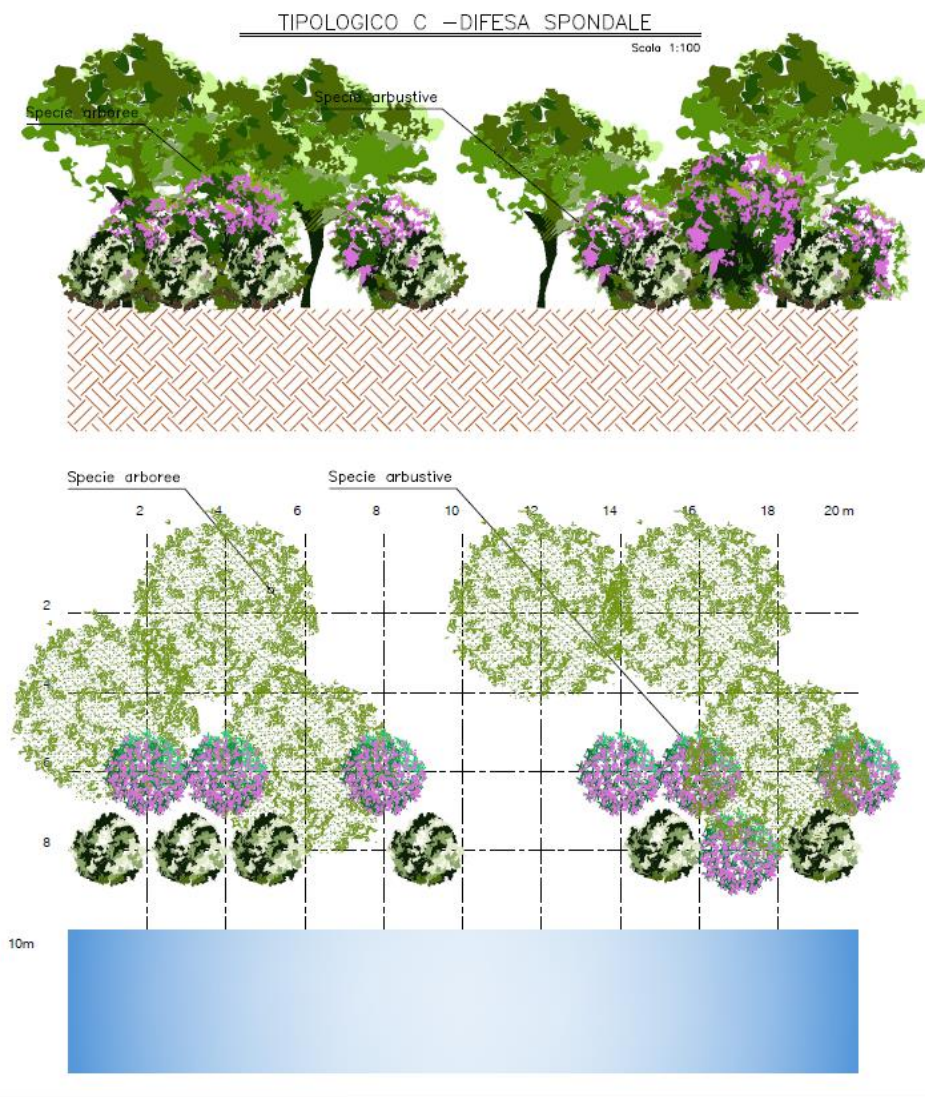 TIPOLOGICO C –DIFESA SPONDALE
Scala 1:100
Specie arbustive
Specie arboree
Specie arboree
Specie arbustive
2 4 6 8 10 12 14 16 18 20 m
2
6
8
10m